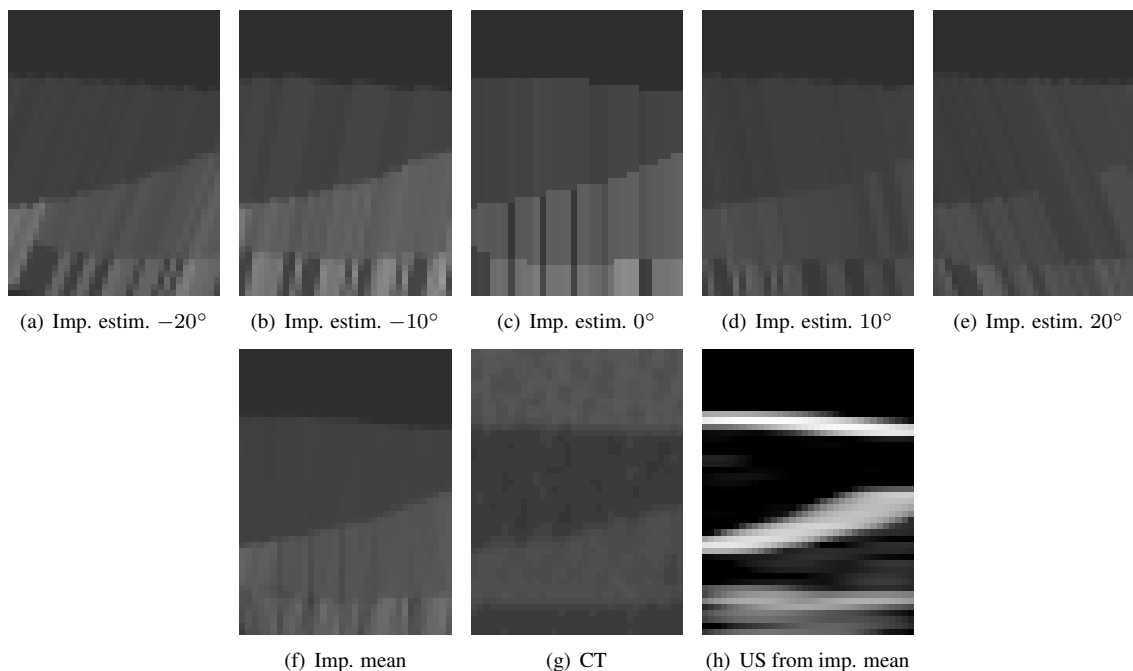 (a) Imp. estim. −20°
(b) Imp. estim. −10°
(c) Imp. estim. 0°
(d) Imp. estim. 10°
(e) Imp. estim. 20°
(f) Imp. mean
(g) CT
(h) US from imp. mean